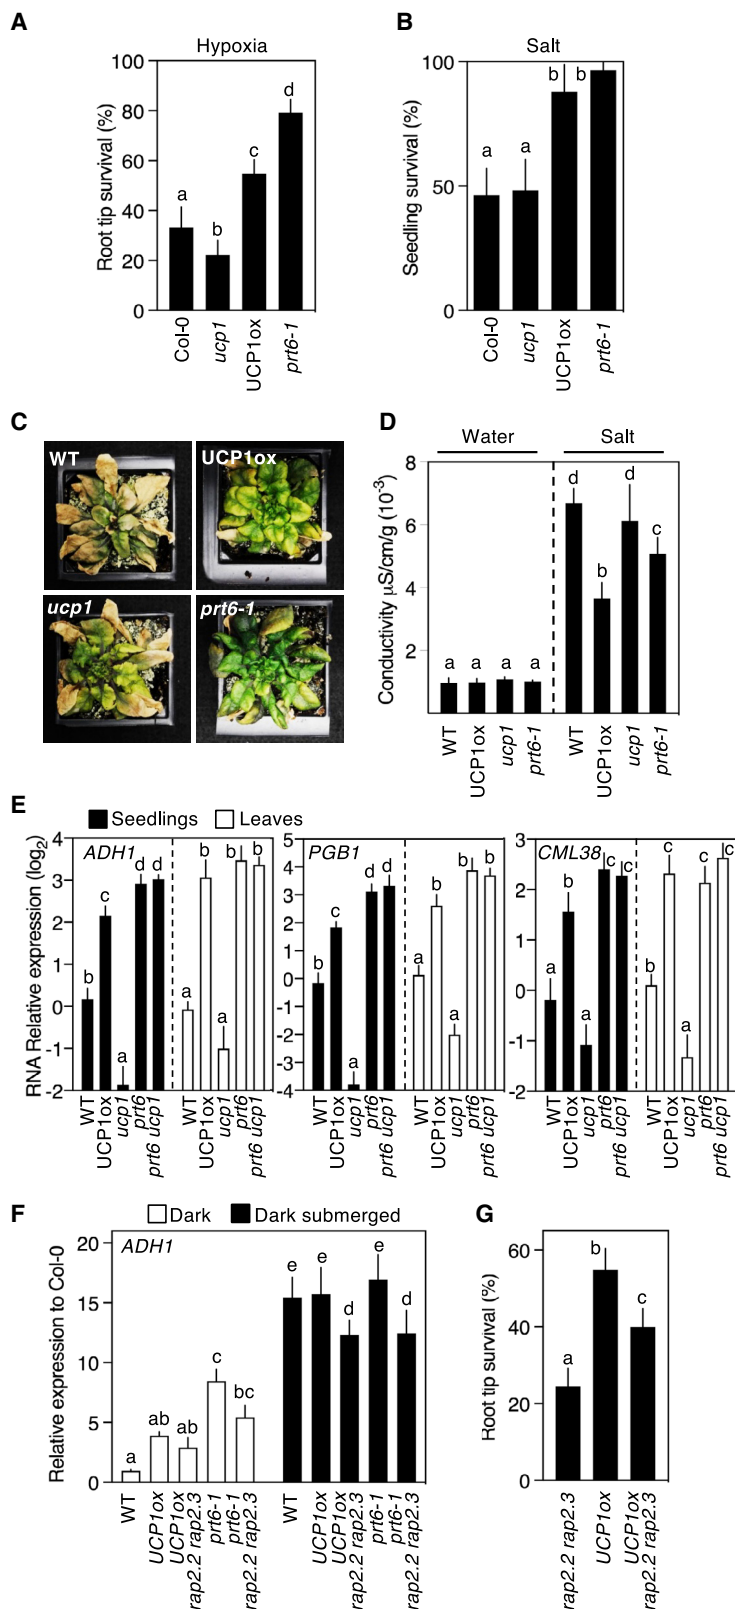 A
Hypoxia
Root tip survival (%)
100
80
60
40
20
0
a
b
c
d
Col-0
ucp1
UCP1ox
prt6-1
B
Salt
Seedling survival (%)
100
50
0
a
a
b
b
Col-0
ucp1
UCP1ox
prt6-1
C
WT
UCP1ox
ucp1
prt6-1
D
Water
Salt
Conductivity µS/cm/g (10-3)
8
6
4
2
a
a
a
a
d
b
d
c
WT
UCP1ox
ucp1
prt6-1
WT
UCP1ox
ucp1
prt6-1
E
Seedlings
Leaves
RNA Relative expression (log2)
ADH1
4
3
2
1
0
-1
-2
b
c
a
d
d
a
b
a
b
b
WT
UCP1ox
ucp1
prt6
prt6 ucp1
WT
UCP1ox
ucp1
prt6
prt6 ucp1
PGB1
5
4
3
2
1
0
-1
-2
-3
-4
b
c
a
d
d
a
b
a
b
b
WT
UCP1ox
ucp1
prt6
prt6 ucp1
WT
UCP1ox
ucp1
prt6
prt6 ucp1
CML38
3
2
0
-1
-2
a
b
a
c
c
b
c
a
c
c
WT
UCP1ox
ucp1
prt6
prt6 ucp1
WT
UCP1ox
ucp1
prt6
prt6 ucp1
F
Dark
Dark submerged
Relative expression to Col-0
ADH1
20
15
10
5
0
a
ab
ab
c
bc
e
e
d
e
d
WT
UCP1ox
UCP1ox
rap2.2 rap2.3
prt6-1
prt6-1
rap2.2 rap2.3
WT
UCP1ox
UCP1ox
rap2.2 rap2.3
prt6-1
prt6-1
rap2.2 rap2.3
G
Root tip survival (%)
60
40
20
0
a
b
c
rap2.2 rap2.3
UCP1ox
UCP1ox
rap2.2 rap2.3